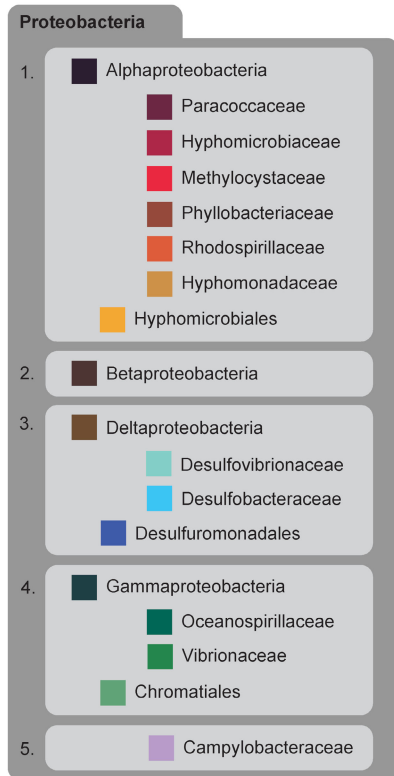 Proteobacteria
1. Alphaproteobacteria
Paracoccaceae
Hyphomicrobiaceae
Methylocystaceae
Phyllobacteriaceae
Rhodospirillaceae
Hyphomonadaceae
Hyphomicrobiales
2. Betaproteobacteria
3. Deltaproteobacteria
Desulfovibrionaceae
Desulfobacteraceae
Desulfuromonadales
4. Gammaproteobacteria
Oceanospirillaceae
Vibrionaceae
Chromatiales
5. Campylobacteraceae